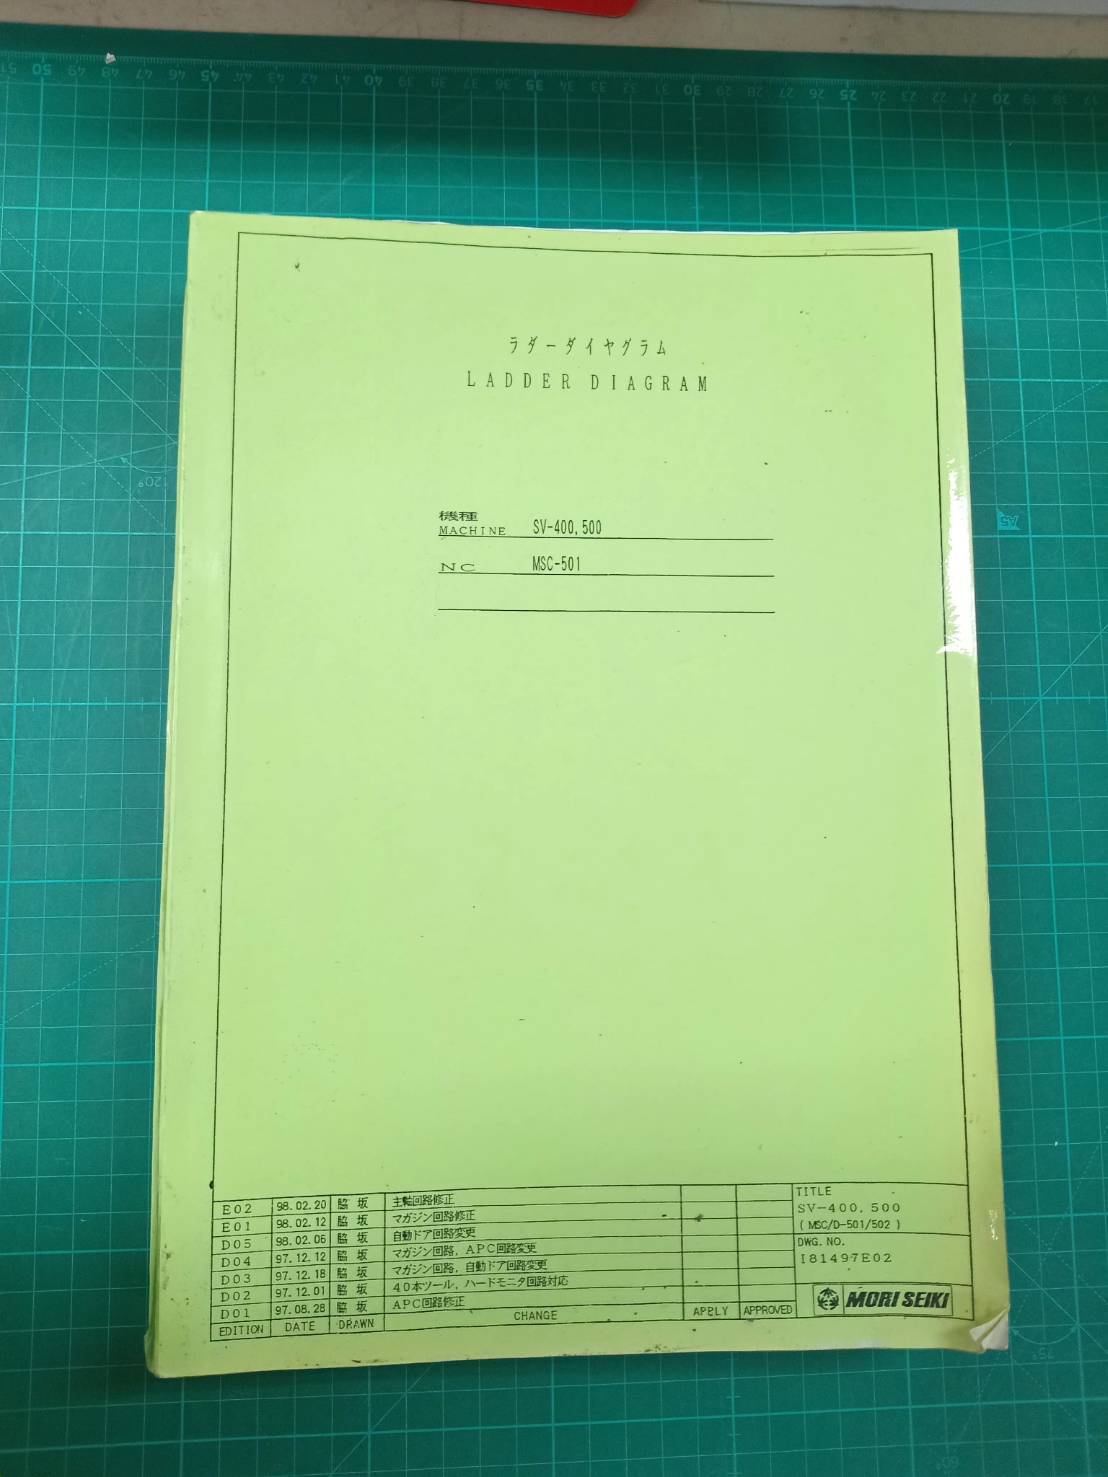 ラダーダイヤグラム
LADDER DIAGRAM
機種
MACHINE SV-400,500
NC MSC-501
E02 98.02.20 脇坂 主軸回路修正
E01 98.02.12 脇坂 マガジン回路修正
D05 98.02.06 脇坂 自動ドア回路変更
D04 97.12.12 脇坂 マガジン回路,APC回路変更
D03 97.12.18 脇坂 マガジン回路,自動ドア回路変更
D02 97.12.01 脇坂 40本ツール,ハードモニタ回路対応
D01 97.08.28 脇坂 APC回路修正
EDITION DATE DRAWN CHANGE APPLY APPROVED
TITLE
SV-400,500
(MSC/D-501/502)
DWG.NO.
I81497E02
MORI SEIKI